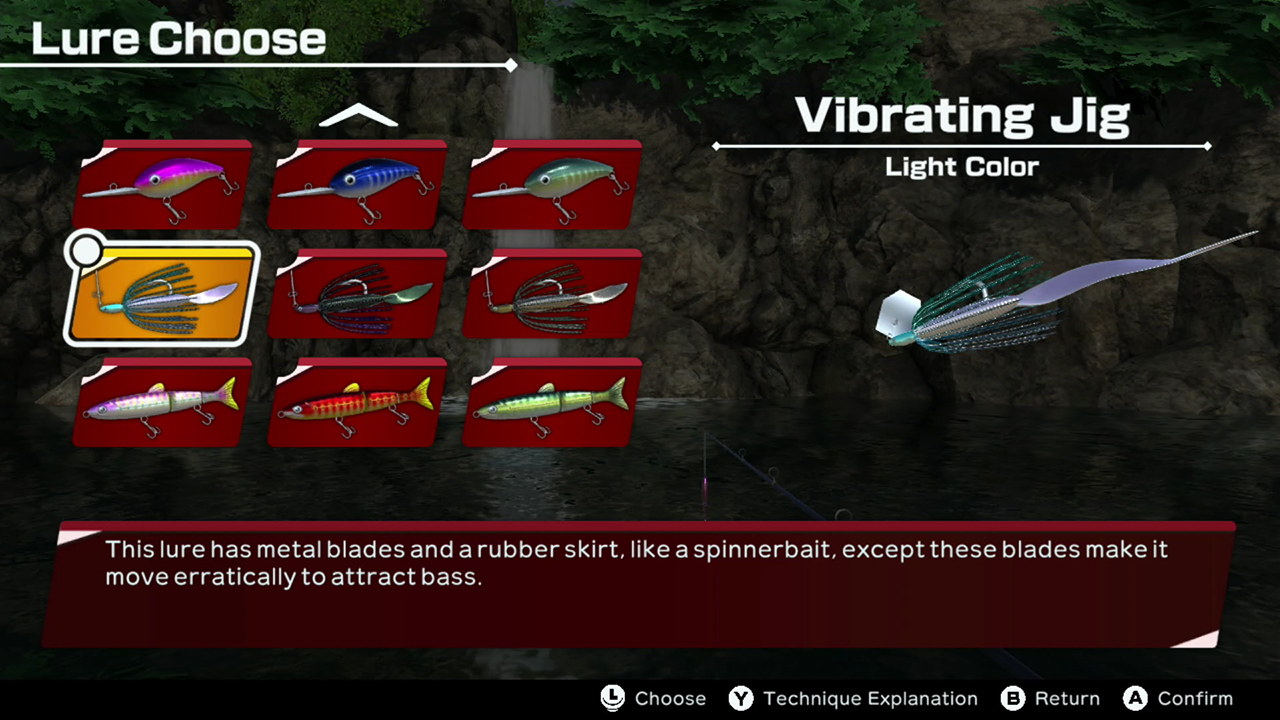 Lure Choose
Vibrating Jig
Light Color
This lure has metal blades and a rubber skirt, like a spinnerbait, except these blades make it
move erratically to attract bass.
L Choose Y Technique Explanation B Return A Confirm